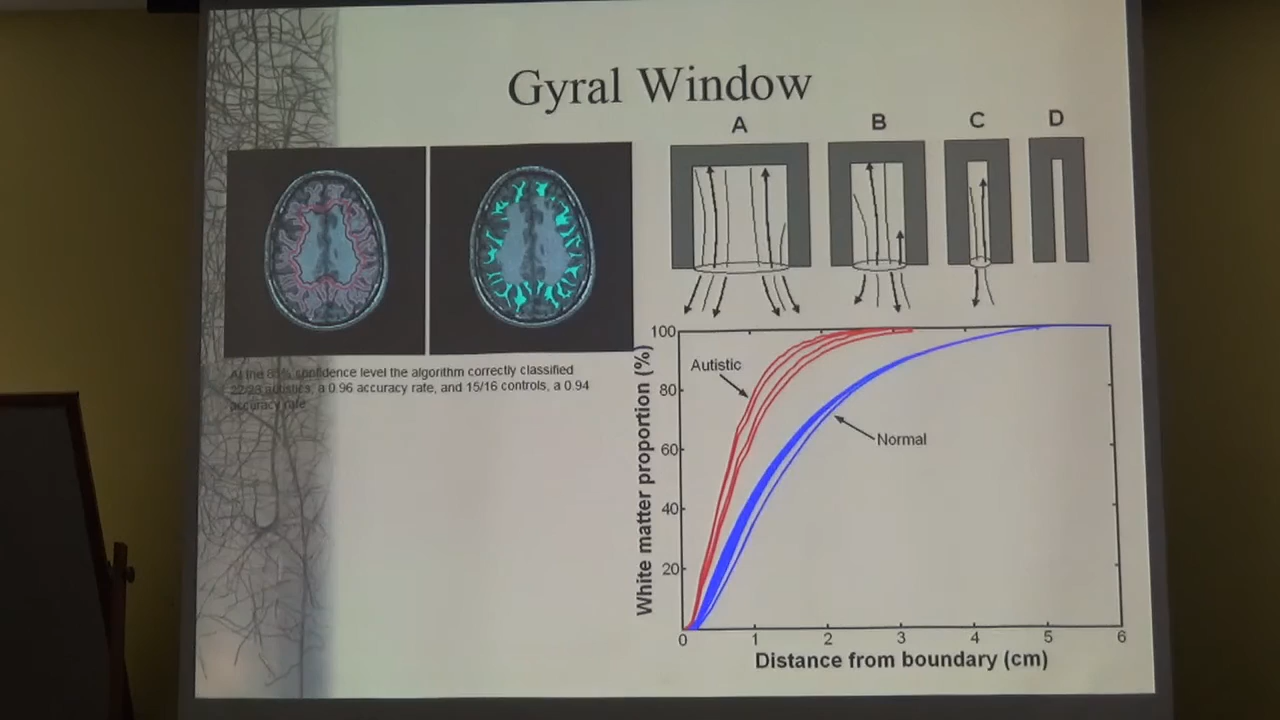 Gyral Window
A B C D
At the 85% confidence level the algorithm correctly classified
22/23 autistics, a 0.96 accuracy rate, and 15/16 controls, a 0.94
accuracy rate
White matter proportion (%)
100
80
60
40
20
Autistic
Normal
0 1 2 3 4 5 6
Distance from boundary (cm)